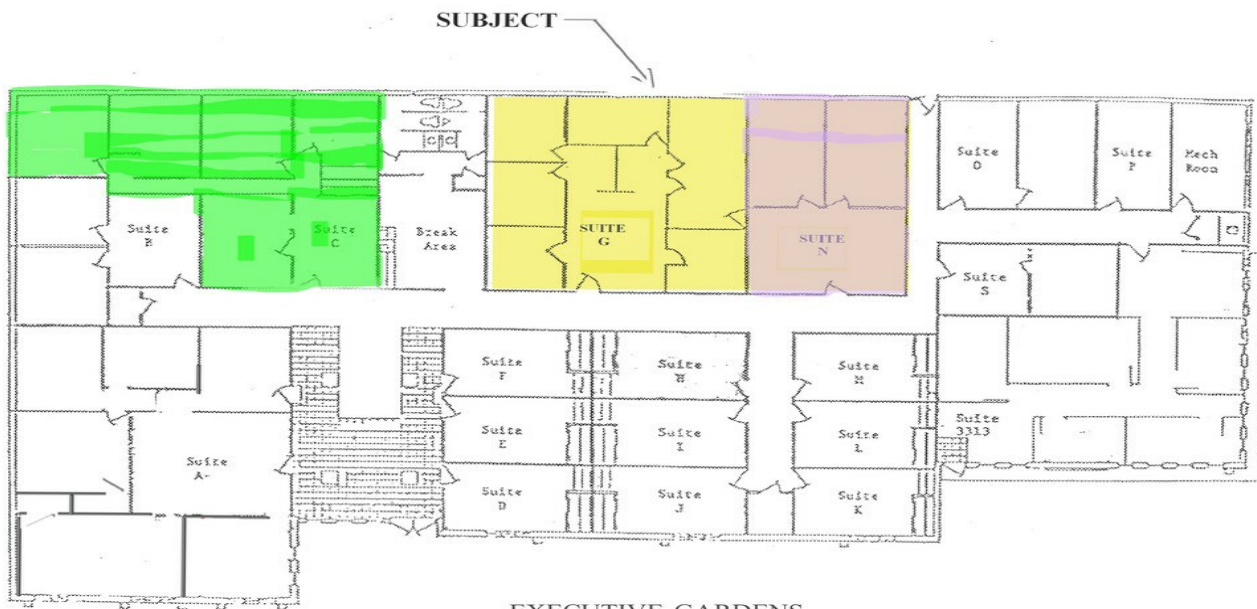 SUBJECT
Suite
B
Suite
C
Break
Area
SUITE
G
SUITE
N
Suite
O
Suite
P
Mech
Room
Suite
S
Suite
F
Suite
H
Suite
M
Suite
E
Suite
I
Suite
L
Suite
3313
Suite
A
Suite
D
Suite
J
Suite
K
EXECUTIVE GARDENS